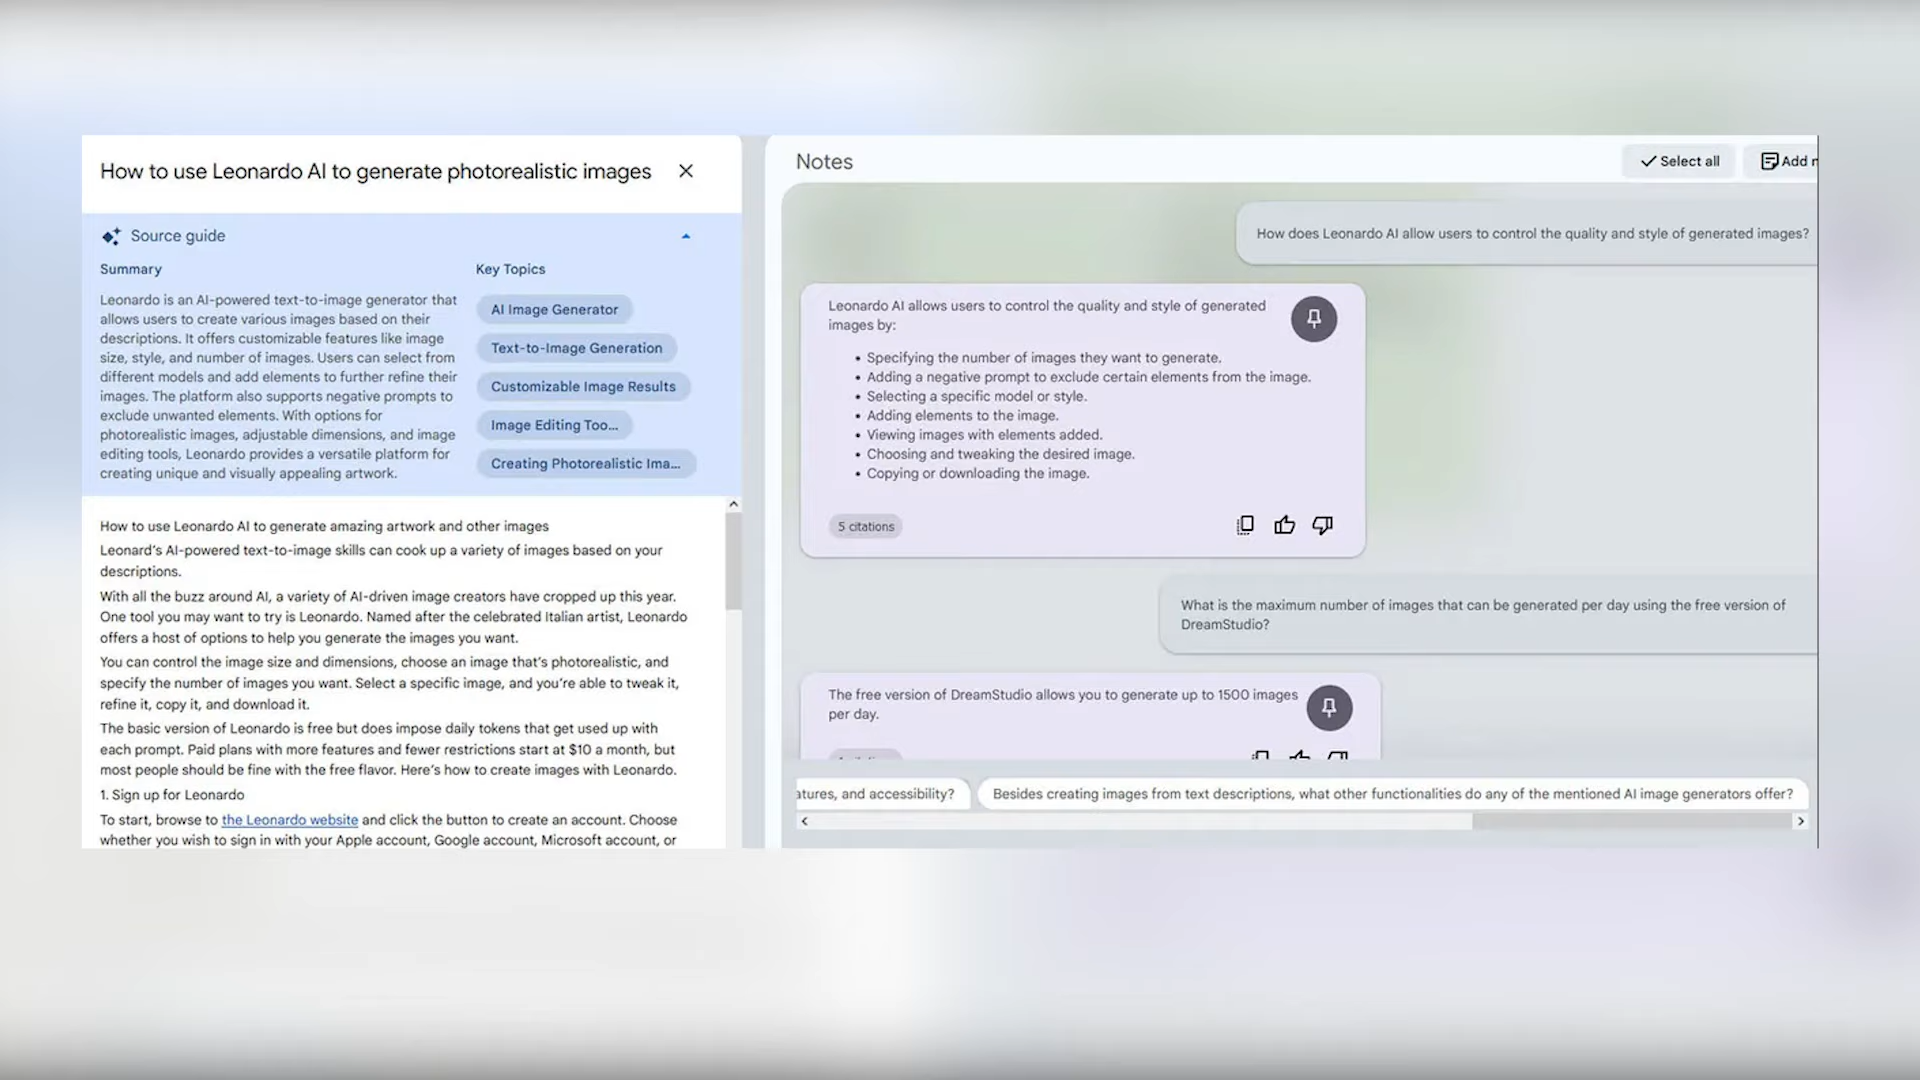 How to use Leonardo AI to generate photorealistic images
Source guide
Summary
Leonardo is an AI-powered text-to-image generator that
allows users to create various images based on their
descriptions. It offers customizable features like image
size, style, and number of images. Users can select from
different models and add elements to further refine their
images. The platform also supports negative prompts to
exclude unwanted elements. With options for
photorealistic images, adjustable dimensions, and image
editing tools, Leonardo provides a versatile platform for
creating unique and visually appealing artwork.
Key Topics
AI Image Generator
Text-to-Image Generation
Customizable Image Results
Image Editing Too...
Creating Photorealistic Ima...
How to use Leonardo AI to generate amazing artwork and other images
Leonard's AI-powered text-to-image skills can cook up a variety of images based on your
descriptions.
With all the buzz around AI, a variety of AI-driven image creators have cropped up this year.
One tool you may want to try is Leonardo. Named after the celebrated Italian artist, Leonardo
offers a host of options to help you generate the images you want.
You can control the image size and dimensions, choose an image that's photorealistic, and
specify the number of images you want. Select a specific image, and you're able to tweak it,
refine it, copy it, and download it.
The basic version of Leonardo is free but does impose daily tokens that get used up with
each prompt. Paid plans with more features and fewer restrictions start at $10 a month, but
most people should be fine with the free flavor. Here's how to create images with Leonardo.
1. Sign up for Leonardo
To start, browse to the Leonardo website and click the button to create an account. Choose
whether you wish to sign in with your Apple account, Google account, Microsoft account, or
Notes
Select all
Add
How does Leonardo AI allow users to control the quality and style of generated images?
Leonardo AI allows users to control the quality and style of generated
images by:
• Specifying the number of images they want to generate.
• Adding a negative prompt to exclude certain elements from the image.
• Selecting a specific model or style.
• Adding elements to the image.
• Viewing images with elements added.
• Choosing and tweaking the desired image.
• Copying or downloading the image.
5 citations
What is the maximum number of images that can be generated per day using the free version of
DreamStudio?
The free version of DreamStudio allows you to generate up to 1500 images
per day.
atures, and accessibility?
Besides creating images from text descriptions, what other functionalities do any of the mentioned AI image generators offer?